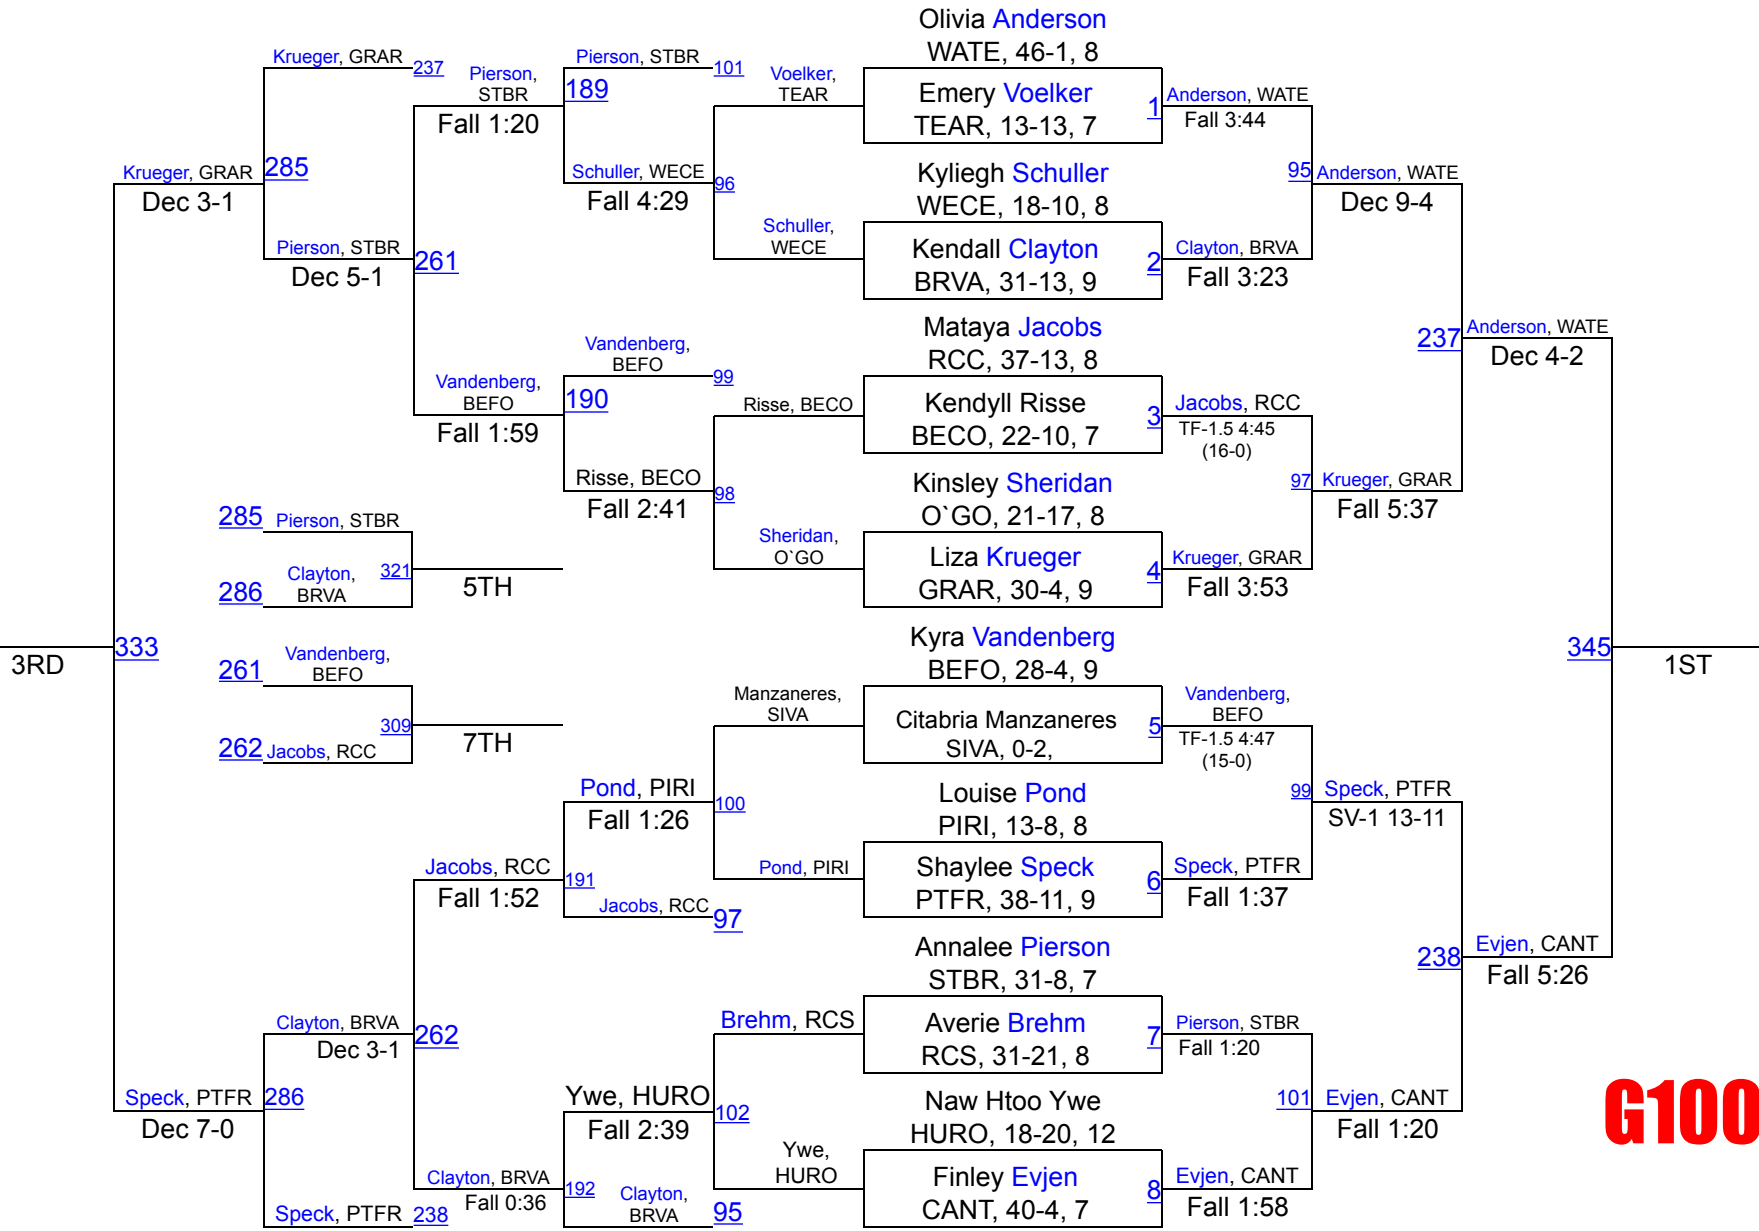 Olivia Anderson
WATE, 46-1, 8
Emery Voelker
TEAR, 13-13, 7
Kyliegh Schuller
WECE, 18-10, 8
Kendall Clayton
BRVA, 31-13, 9
Mataya Jacobs
RCC, 37-13, 8
Kendyll Risse
BECO, 22-10, 7
Kinsley Sheridan
O`GO, 21-17, 8
Liza Krueger
GRAR, 30-4, 9
Kyra Vandenberg
BEFO, 28-4, 9
Citabria Manzaneres
SIVA, 0-2,
Louise Pond
PIRI, 13-8, 8
Shaylee Speck
PTFR, 38-11, 9
Annalee Pierson
STBR, 31-8, 7
Averie Brehm
RCS, 31-21, 8
Naw Htoo Ywe
HURO, 18-20, 12
Finley Evjen
CANT, 40-4, 7
1
Anderson, WATE
Fall 3:44
2
Clayton, BRVA
Fall 3:23
3
Jacobs, RCC
TF-1.5 4:45
(16-0)
4
Krueger, GRAR
Fall 3:53
5
Vandenberg,
BEFO
TF-1.5 4:47
(15-0)
6
Speck, PTFR
Fall 1:37
7
Pierson, STBR
Fall 1:20
8
Evjen, CANT
Fall 1:58
95
Anderson, WATE
Dec 9-4
97
Krueger, GRAR
Fall 5:37
99
Speck, PTFR
SV-1 13-11
101
Evjen, CANT
Fall 1:20
237
Anderson, WATE
Dec 4-2
238
Evjen, CANT
Fall 5:26
345
1ST
Voelker,
TEAR
Schuller,
WECE
Risse, BECO
Sheridan,
O`GO
Manzaneres,
SIVA
Pond, PIRI
Brehm, RCS
Ywe,
HURO
Pierson, STBR
101
Schuller, WECE
96
Fall 4:29
Vandenberg,
BEFO
99
Risse, BECO
98
Fall 2:41
Pond, PIRI
100
Fall 1:26
Jacobs, RCC
97
Ywe, HURO
102
Fall 2:39
Clayton,
BRVA
95
Pierson,
STBR
189
Fall 1:20
Vandenberg,
BEFO
190
Fall 1:59
Jacobs, RCC
191
Fall 1:52
Clayton, BRVA
192
Fall 0:36
Krueger, GRAR
237
Pierson, STBR
261
Dec 5-1
Clayton, BRVA
262
Dec 3-1
Speck, PTFR
238
Krueger, GRAR
285
Dec 3-1
Speck, PTFR
286
Dec 7-0
333
3RD
285
Pierson, STBR
286
Clayton,
BRVA
321
5TH
261
Vandenberg,
BEFO
262
Jacobs, RCC
309
7TH
G100